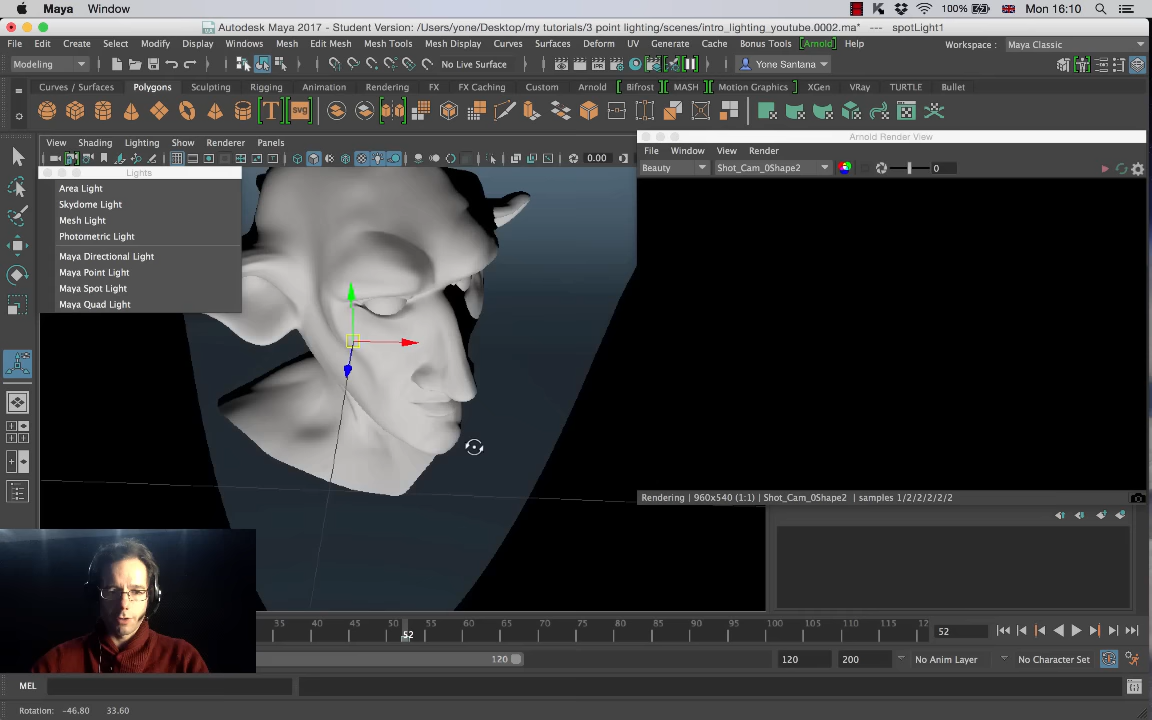 Maya Window 100% Mon 16:10
Autodesk Maya 2017 - Student Version: /Users/yone/Desktop/my tutorials/3 point lighting/scenes/intro_lighting_youtube.0002.ma* --- spotLight1
File Edit Create Select Modify Display Windows Mesh Edit Mesh Mesh Tools Mesh Display Curves Surfaces Deform UV Generate Cache Bonus Tools [Arnold] Help Workspace : Maya Classic
Modeling No Live Surface Yone Santana
Curves / Surfaces Polygons Sculpting Rigging Animation Rendering FX FX Caching Custom Arnold Bifrost MASH Motion Graphics XGen VRay TURTLE Bullet
T SVG
View Shading Lighting Show Renderer Panels
0.00
Arnold Render View
File Window View Render
Beauty Shot_Cam_0Shape2 0
Lights
Area Light
Skydome Light
Mesh Light
Photometric Light
Maya Directional Light
Maya Point Light
Maya Spot Light
Maya Quad Light
Rendering | 960x540 (1:1) | Shot_Cam_0Shape2 | samples 1/2/2/2/2/2
35 40 45 50 55 60 65 70 75 80 85 90 95 100 105 110 115 12
52
52
120
120 200 No Anim Layer No Character Set
MEL
Rotation: -46.80 33.60